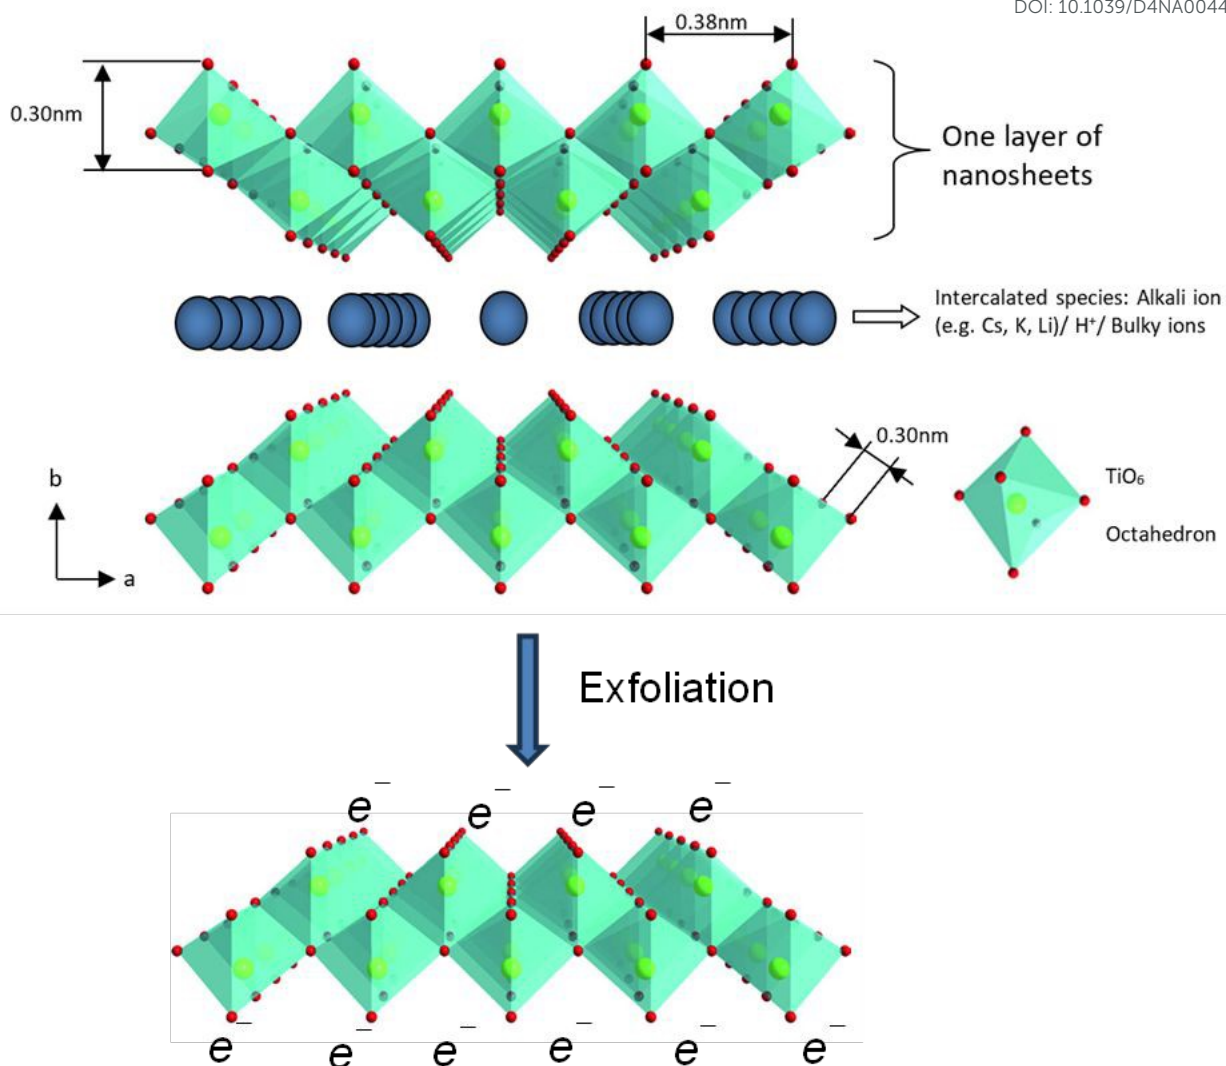 DOI: 10.1039/D4NA0044
0.38nm
0.30nm
One layer of
nanosheets
Intercalated species: Alkali ion
(e.g. Cs, K, Li)/ H⁺/ Bulky ions
0.30nm
b
TiO₆
Octahedron
a
Exfoliation
e⁻ e⁻ e⁻ e⁻
e⁻ e⁻ e⁻ e⁻ e⁻ e⁻